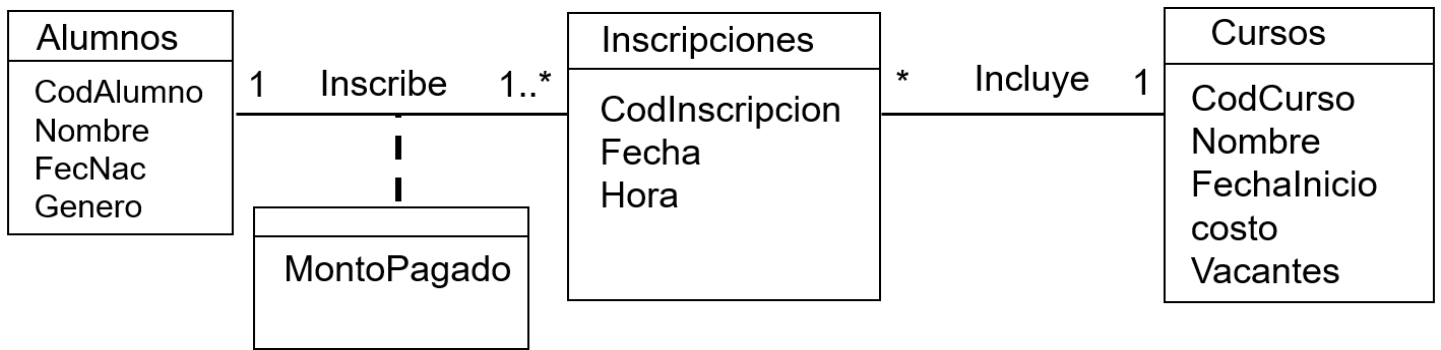 Alumnos
CodAlumno
Nombre
FecNac
Genero
1 Inscribe 1..*
MontoPagado
Inscripciones
CodInscripcion
Fecha
Hora
* Incluye 1
Cursos
CodCurso
Nombre
FechaInicio
costo
Vacantes